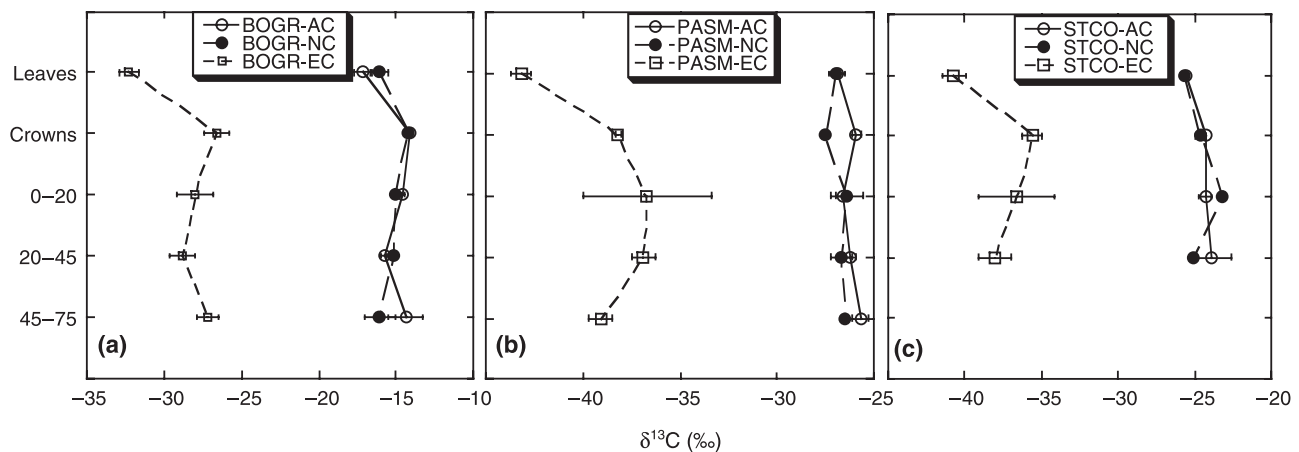 BOGR-AC
BOGR-NC
BOGR-EC
PASM-AC
PASM-NC
PASM-EC
STCO-AC
STCO-NC
STCO-EC
Leaves
Crowns
0–20
20–45
45–75
(a)
(b)
(c)
–35 –30 –25 –20 –15 –10 –40 –35 –30 –25 –40 –35 –30 –25 –20
δ¹³C (‰)